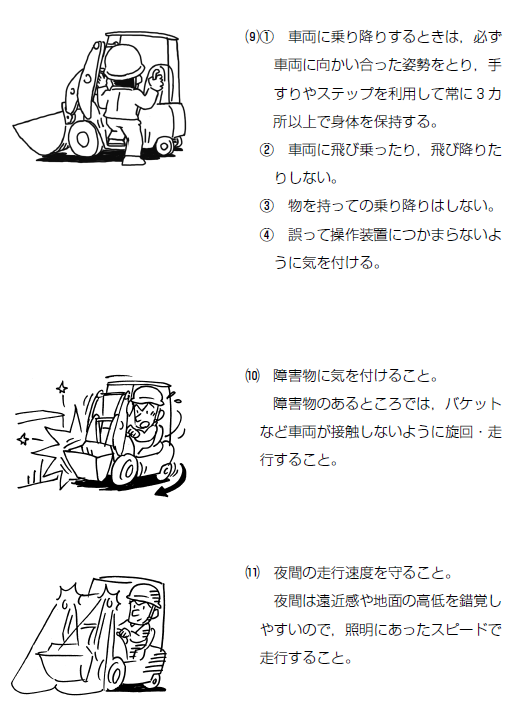 ⑼① 車両に乗り降りするときは，必ず
車両に向かい合った姿勢をとり，手
すりやステップを利用して常に３カ
所以上で身体を保持する。
② 車両に飛び乗ったり，飛び降りた
りしない。
③ 物を持っての乗り降りはしない。
④ 誤って操作装置につかまらないよ
うに気を付ける。
⑽ 障害物に気を付けること。
障害物のあるところでは，バケット
など車両が接触しないように旋回・走
行すること。
⑾ 夜間の走行速度を守ること。
夜間は遠近感や地面の高低を錯覚し
やすいので，照明にあったスピードで
走行すること。